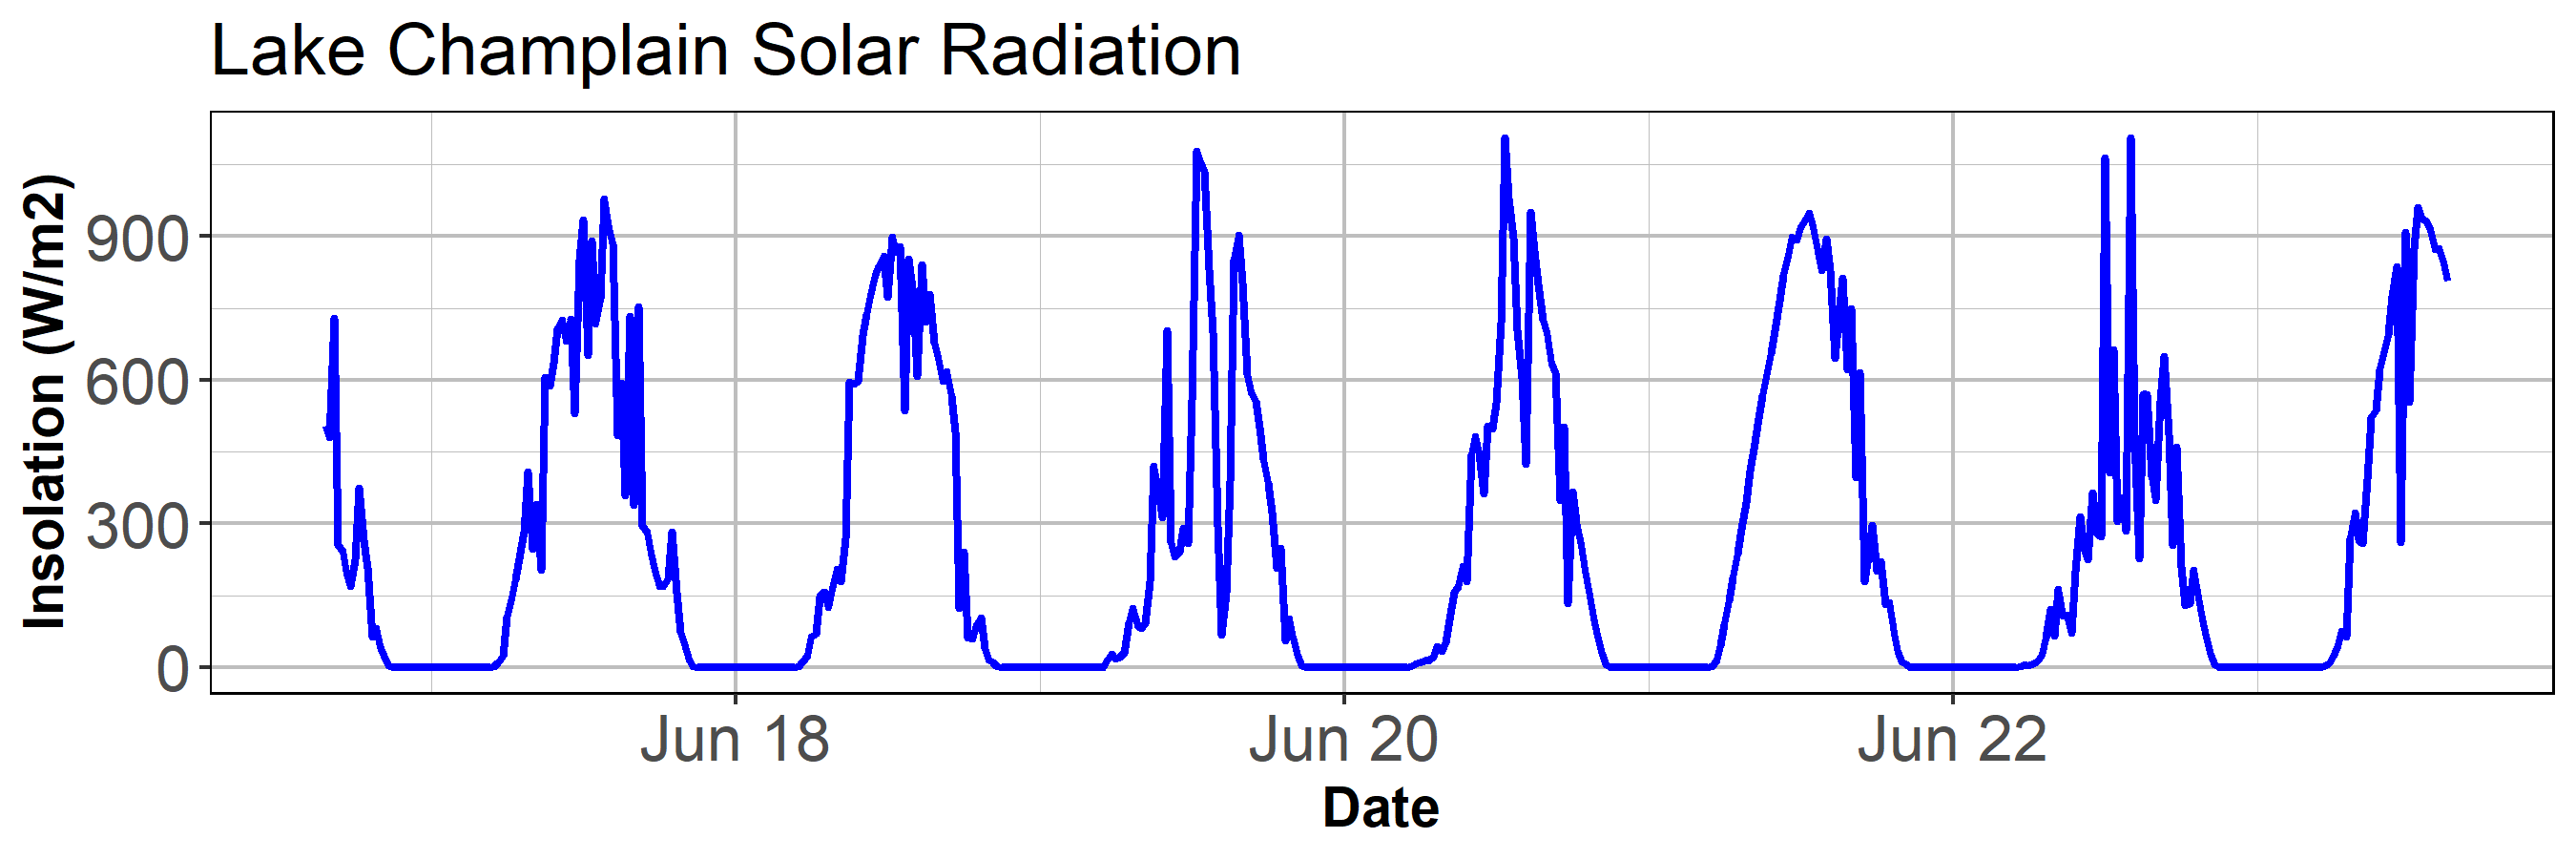 Lake Champlain Solar Radiation
Insolation (W/m2)
900
600
300
0
Jun 18
Jun 20
Jun 22
Date